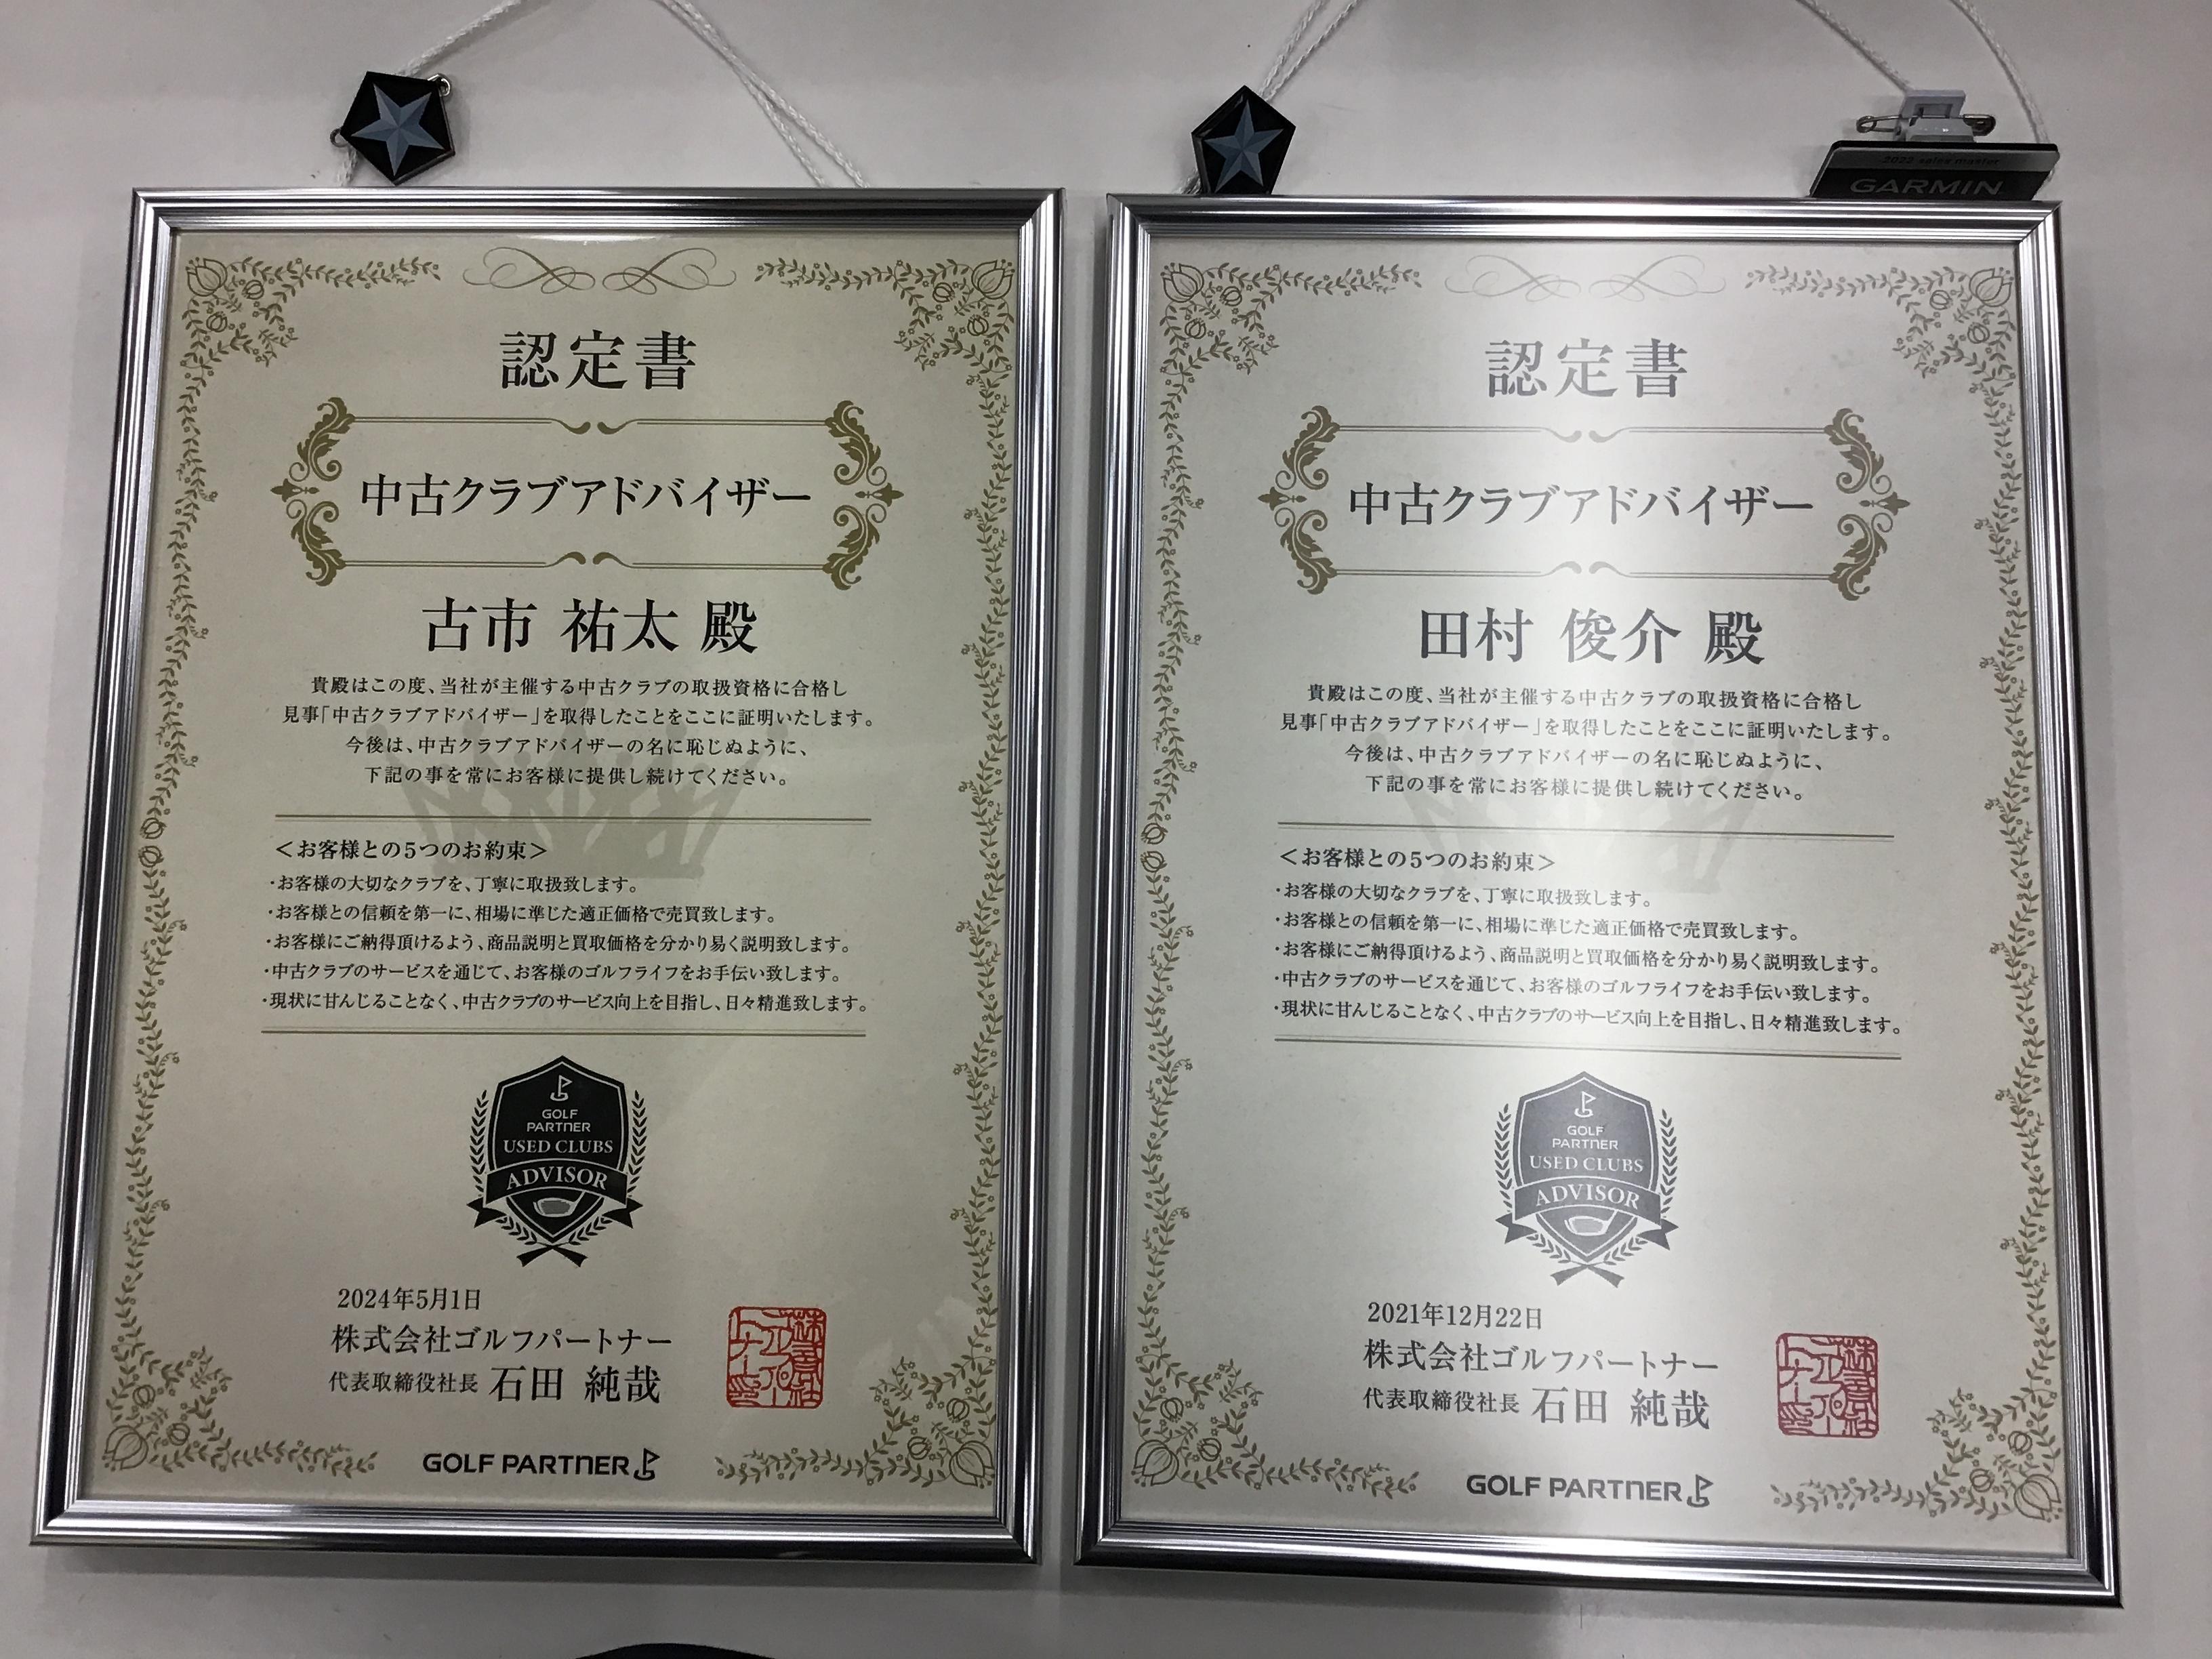 2022 sales master
GARMIN
認定書
中古クラブアドバイザー
古市 祐太 殿
貴殿はこの度、当社が主催する中古クラブの取扱資格に合格し
見事「中古クラブアドバイザー」を取得したことをここに証明いたします。
今後は、中古クラブアドバイザーの名に恥じぬように、
下記の事を常にお客様に提供し続けてください。
＜お客様との5つのお約束＞
・お客様の大切なクラブを、丁寧に取扱致します。
・お客様との信頼を第一に、相場に準じた適正価格で売買致します。
・お客様にご納得頂けるよう、商品説明と買取価格を分かり易く説明致します。
・中古クラブのサービスを通じて、お客様のゴルフライフをお手伝い致します。
・現状に甘んじることなく、中古クラブのサービス向上を目指し、日々精進致します。
GOLF
PARTNER
USED CLUBS
ADVISOR
2024年5月1日
株式会社ゴルフパートナー
代表取締役社長 石田 純哉
GOLF PARTNER
認定書
中古クラブアドバイザー
田村 俊介 殿
貴殿はこの度、当社が主催する中古クラブの取扱資格に合格し
見事「中古クラブアドバイザー」を取得したことをここに証明いたします。
今後は、中古クラブアドバイザーの名に恥じぬように、
下記の事を常にお客様に提供し続けてください。
＜お客様との5つのお約束＞
・お客様の大切なクラブを、丁寧に取扱致します。
・お客様との信頼を第一に、相場に準じた適正価格で売買致します。
・お客様にご納得頂けるよう、商品説明と買取価格を分かり易く説明致します。
・中古クラブのサービスを通じて、お客様のゴルフライフをお手伝い致します。
・現状に甘んじることなく、中古クラブのサービス向上を目指し、日々精進致します。
GOLF
PARTNER
USED CLUBS
ADVISOR
2021年12月22日
株式会社ゴルフパートナー
代表取締役社長 石田 純哉
GOLF PARTNER